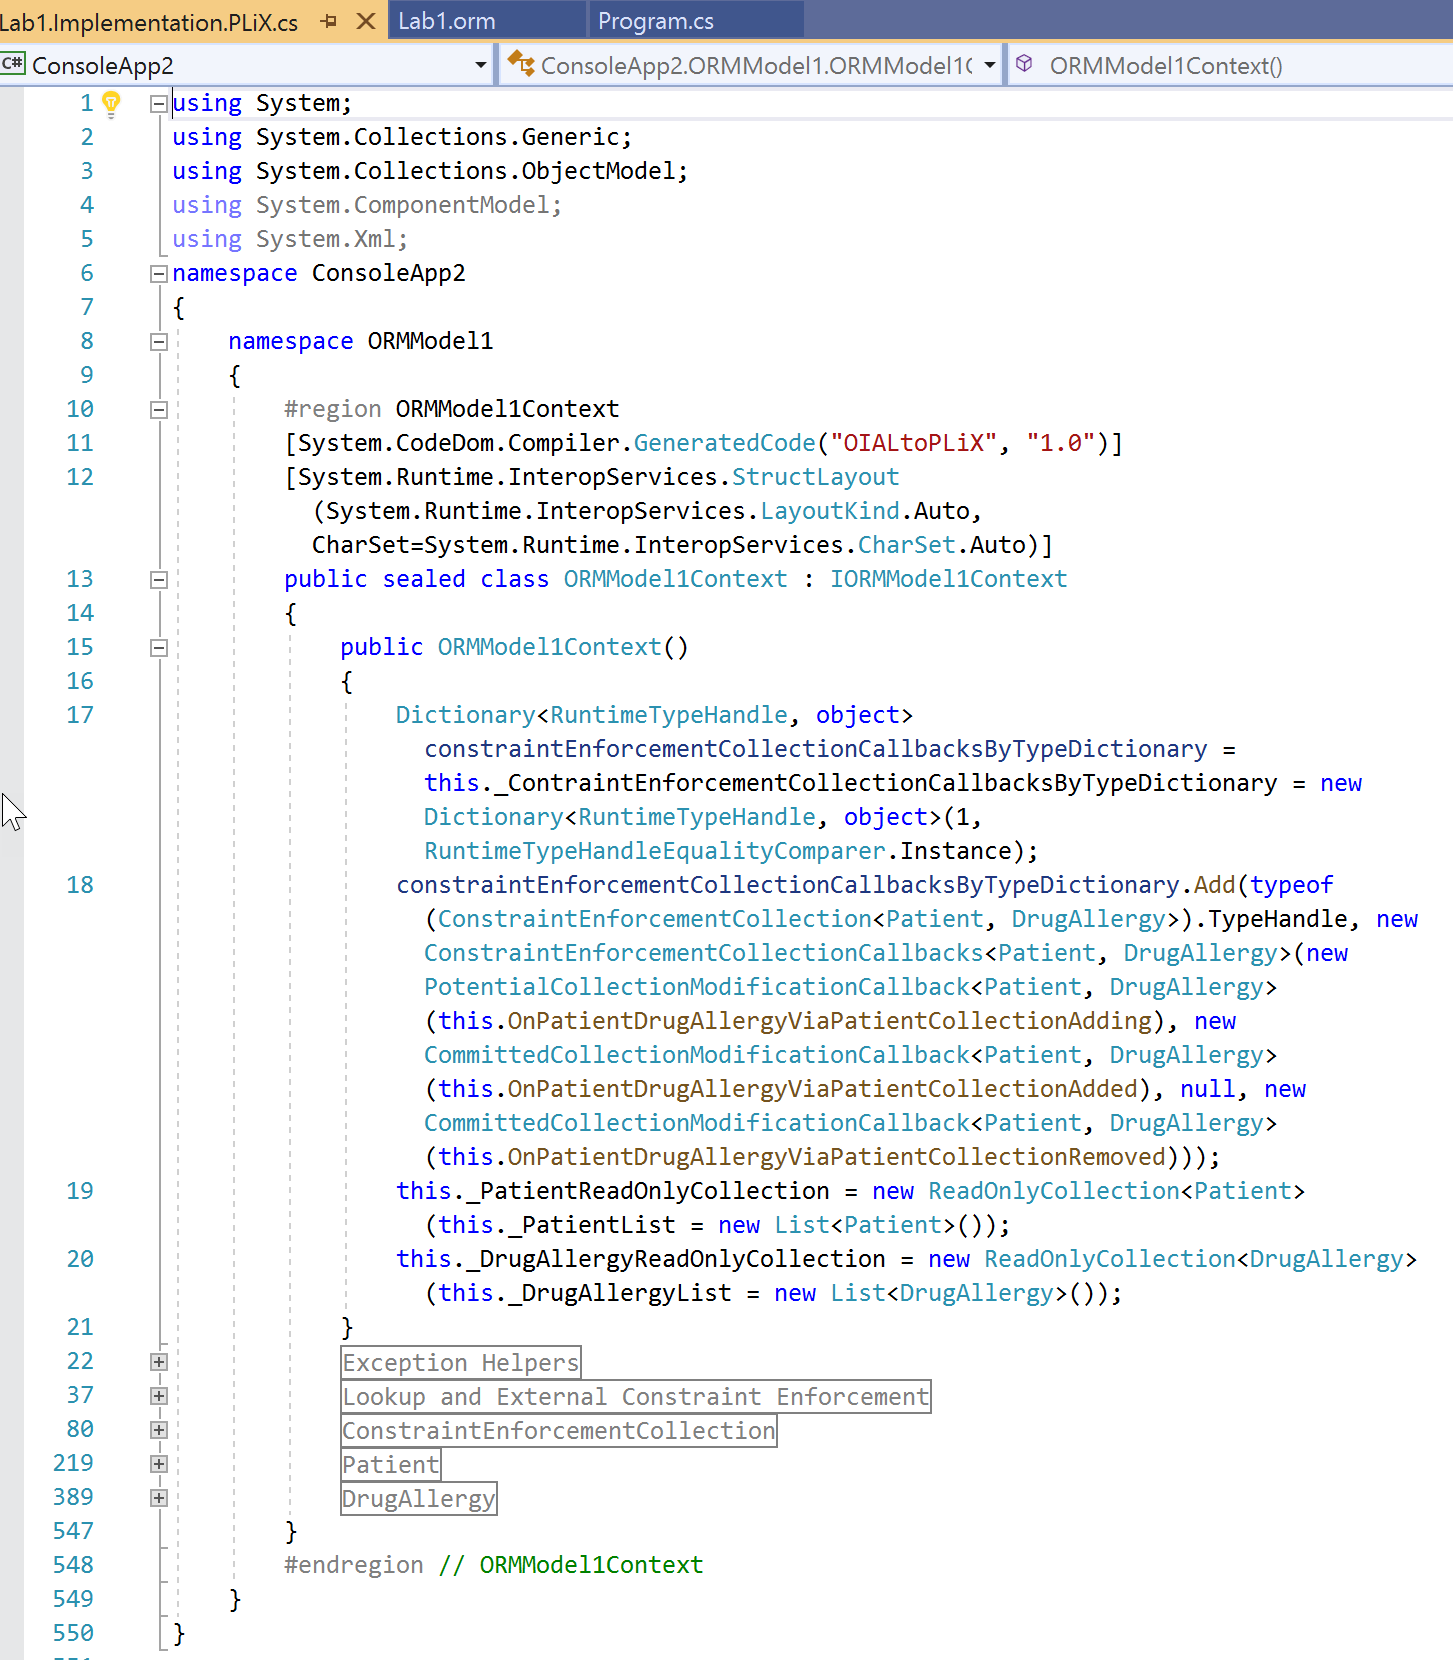 Lab1.Implementation.PLiX.cs Lab1.orm Program.cs
C# ConsoleApp2 ConsoleApp2.ORMModel1.ORMModel1C ORMModel1Context()
1 using System;
2 using System.Collections.Generic;
3 using System.Collections.ObjectModel;
4 using System.ComponentModel;
5 using System.Xml;
6 namespace ConsoleApp2
7 {
8 namespace ORMModel1
9 {
10 #region ORMModel1Context
11 [System.CodeDom.Compiler.GeneratedCode("OIALtoPLiX", "1.0")]
12 [System.Runtime.InteropServices.StructLayout
(System.Runtime.InteropServices.LayoutKind.Auto,
CharSet=System.Runtime.InteropServices.CharSet.Auto)]
13 public sealed class ORMModel1Context : IORMModel1Context
14 {
15 public ORMModel1Context()
16 {
17 Dictionary<RuntimeTypeHandle, object>
constraintEnforcementCollectionCallbacksByTypeDictionary =
this._ContraintEnforcementCollectionCallbacksByTypeDictionary = new
Dictionary<RuntimeTypeHandle, object>(1,
RuntimeTypeHandleEqualityComparer.Instance);
18 constraintEnforcementCollectionCallbacksByTypeDictionary.Add(typeof
(ConstraintEnforcementCollection<Patient, DrugAllergy>).TypeHandle, new
ConstraintEnforcementCollectionCallbacks<Patient, DrugAllergy>(new
PotentialCollectionModificationCallback<Patient, DrugAllergy>
(this.OnPatientDrugAllergyViaPatientCollectionAdding), new
CommittedCollectionModificationCallback<Patient, DrugAllergy>
(this.OnPatientDrugAllergyViaPatientCollectionAdded), null, new
CommittedCollectionModificationCallback<Patient, DrugAllergy>
(this.OnPatientDrugAllergyViaPatientCollectionRemoved)));
19 this._PatientReadOnlyCollection = new ReadOnlyCollection<Patient>
(this._PatientList = new List<Patient>());
20 this._DrugAllergyReadOnlyCollection = new ReadOnlyCollection<DrugAllergy>
(this._DrugAllergyList = new List<DrugAllergy>());
21 }
22 Exception Helpers
37 Lookup and External Constraint Enforcement
80 ConstraintEnforcementCollection
219 Patient
389 DrugAllergy
547 }
548 #endregion // ORMModel1Context
549 }
550 }